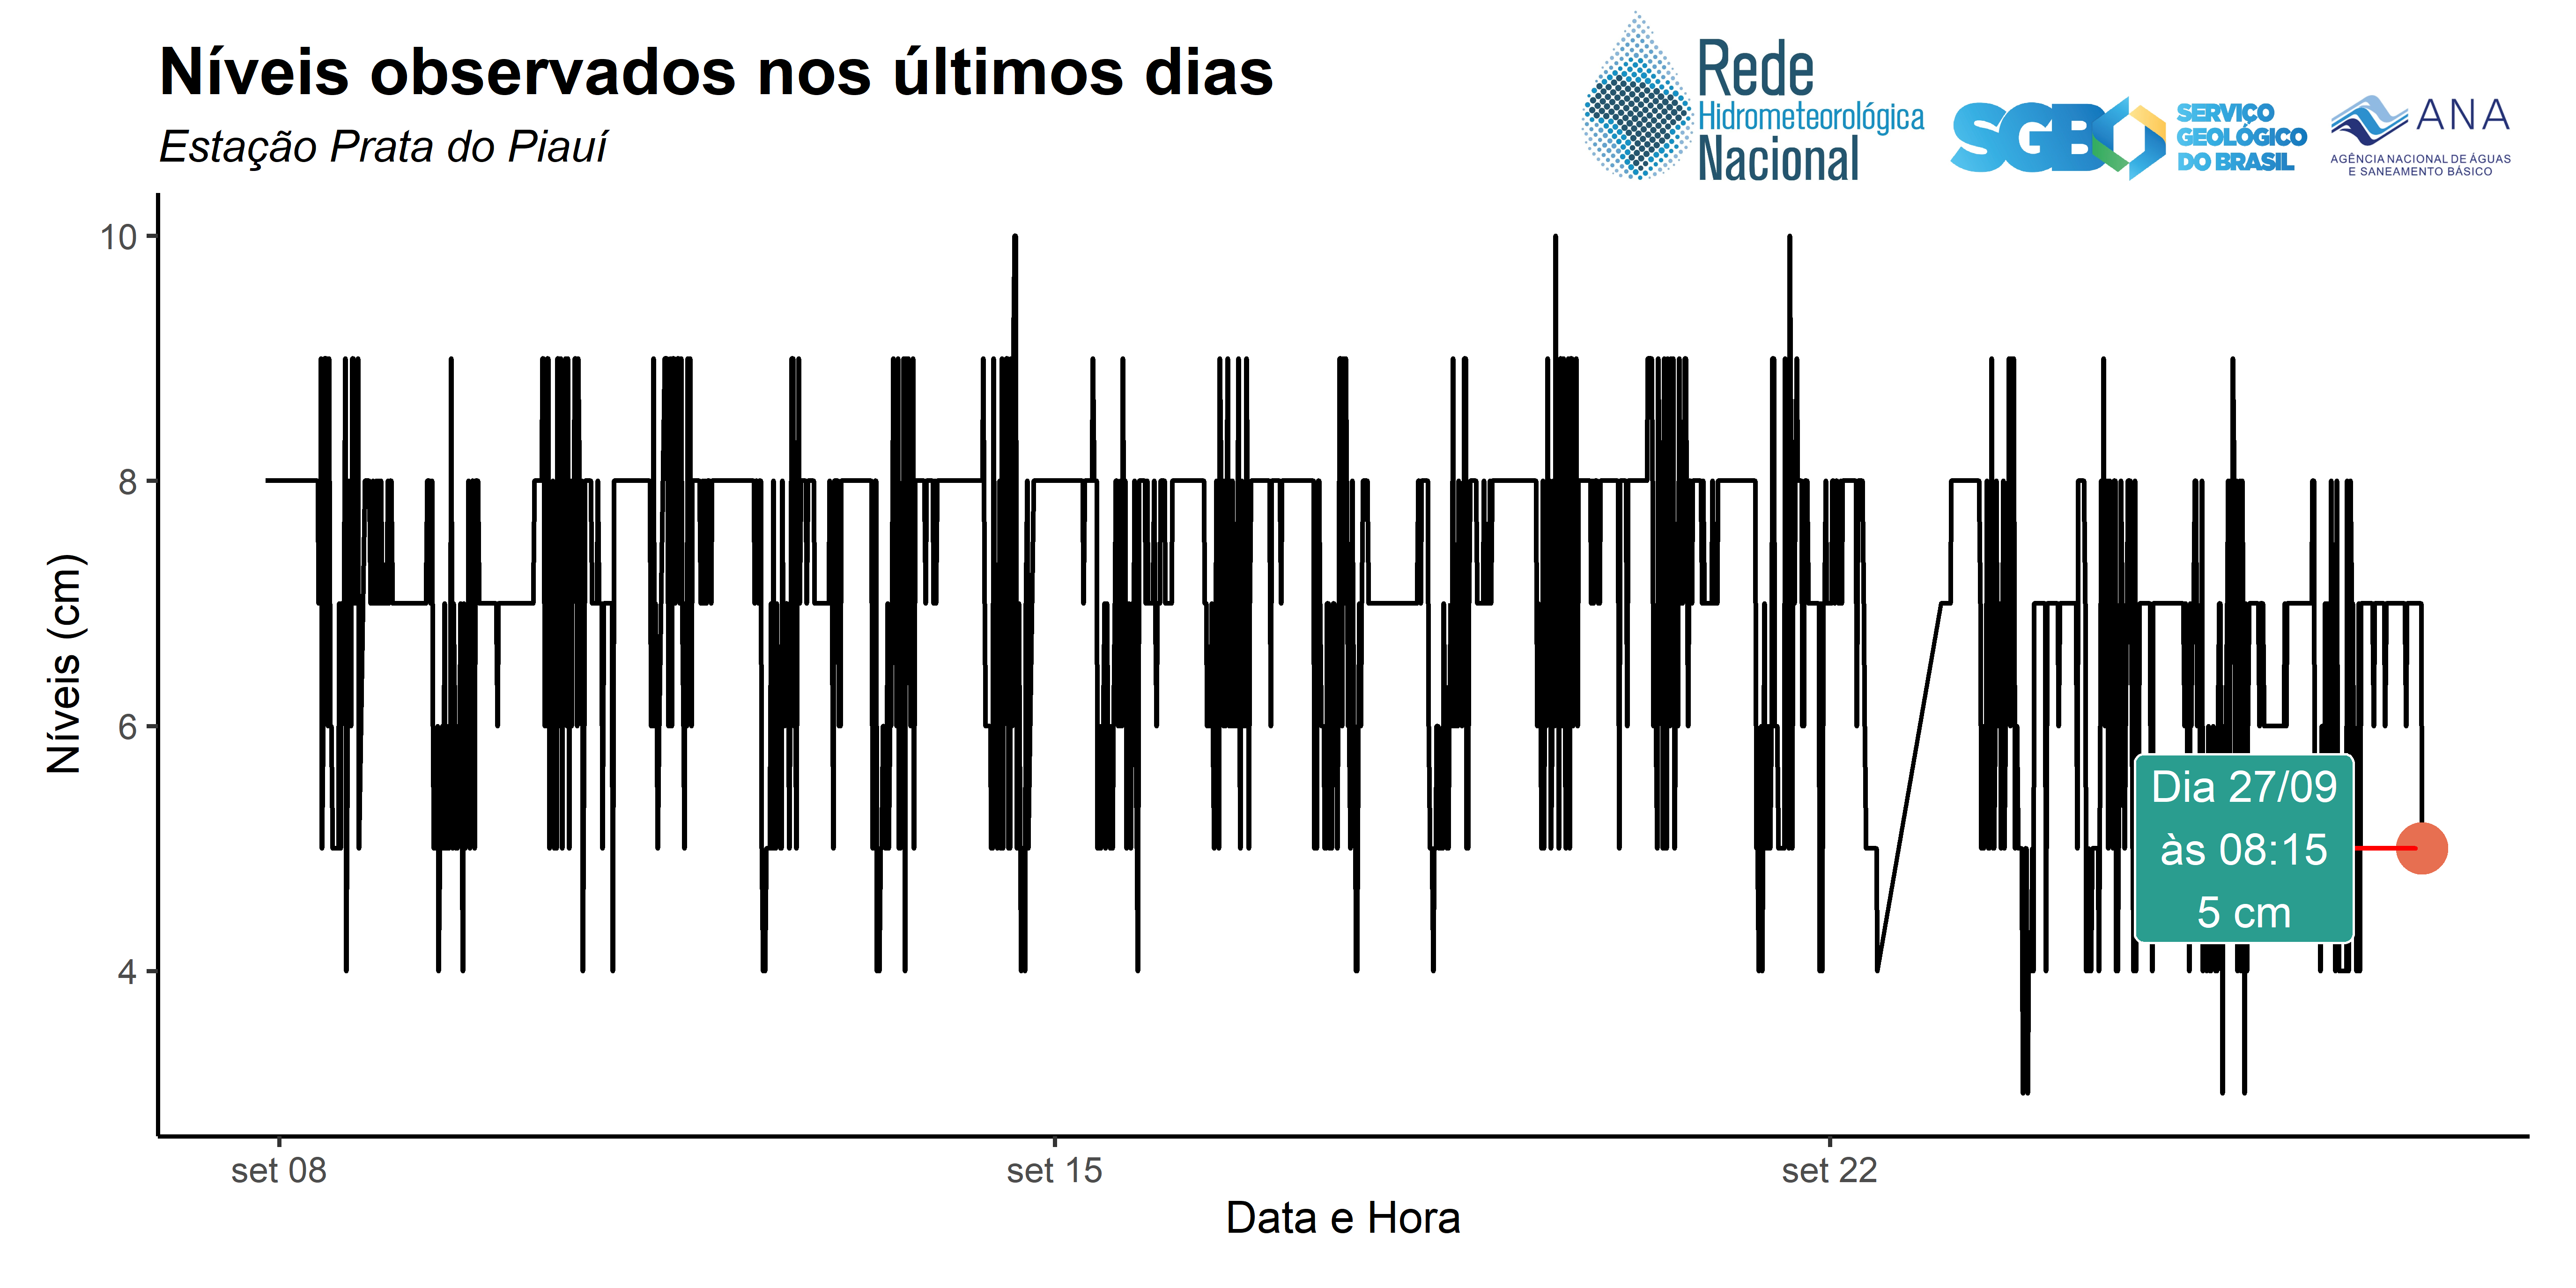 Níveis observados nos últimos dias
Estação Prata do Piauí
Rede
Hidrometeorológica
Nacional
SGB
SERVIÇO
GEOLÓGICO
DO BRASIL
ANA
AGÊNCIA NACIONAL DE ÁGUAS
E SANEAMENTO BÁSICO
Níveis (cm)
10
8
6
4
Dia 27/09
às 08:15
5 cm
set 08
set 15
set 22
Data e Hora